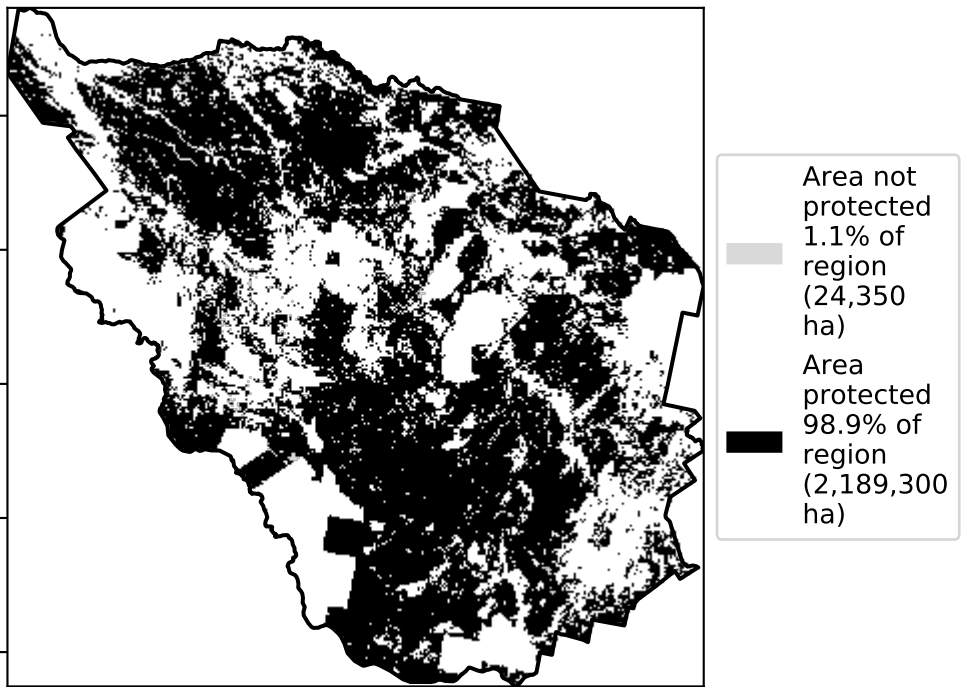 Area not
protected
1.1% of
region
(24,350
ha)
Area
protected
98.9% of
region
(2,189,300
ha)